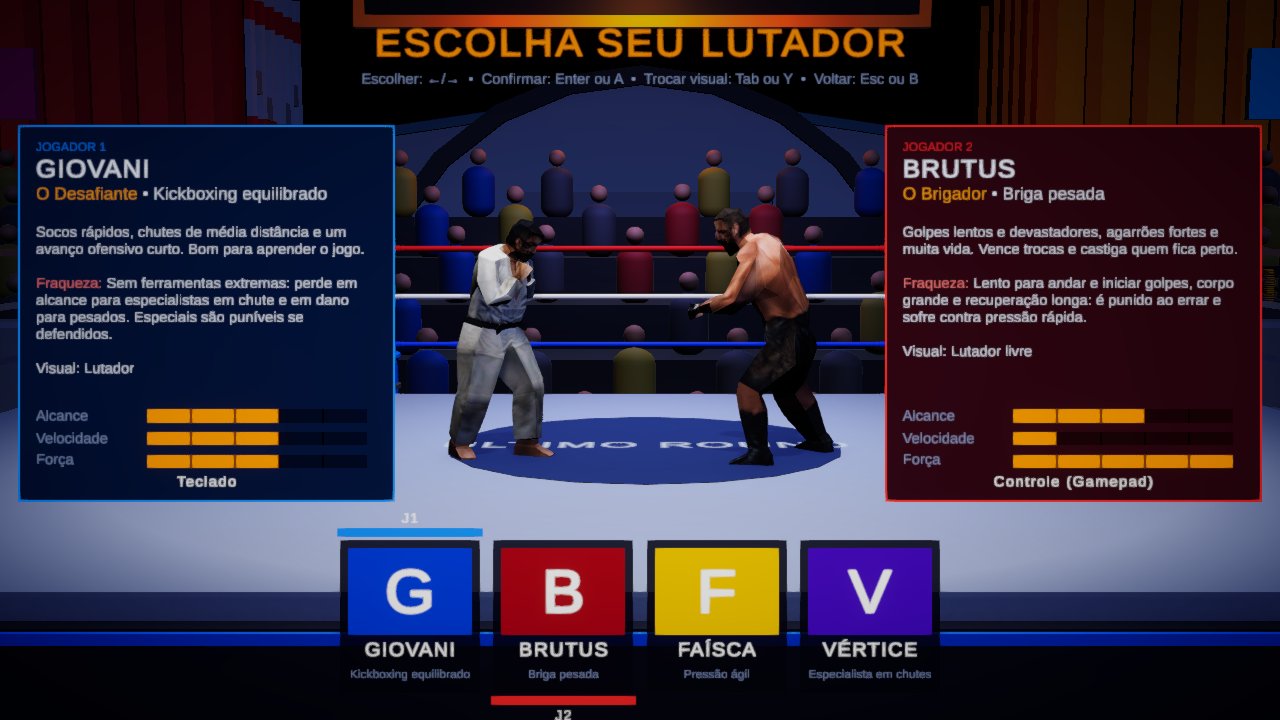 ESCOLHA SEU LUTADOR
Escolher: ←/→ • Confirmar: Enter ou A • Trocar visual: Tab ou Y • Voltar: Esc ou B
JOGADOR 1
GIOVANI
O Desafiante • Kickboxing equilibrado
Socos rápidos, chutes de média distância e um
avanço ofensivo curto. Bom para aprender o jogo.
Fraqueza: Sem ferramentas extremas: perde em
alcance para especialistas em chute e em dano
para pesados. Especiais são puníveis se
defendidos.
Visual: Lutador
Alcance
Velocidade
Força
Teclado
JOGADOR 2
BRUTUS
O Brigador • Briga pesada
Golpes lentos e devastadores, agarrões fortes e
muita vida. Vence trocas e castiga quem fica perto.
Fraqueza: Lento para andar e iniciar golpes, corpo
grande e recuperação longa: é punido ao errar e
sofre contra pressão rápida.
Visual: Lutador livre
Alcance
Velocidade
Força
Controle (Gamepad)
J1
G
GIOVANI
Kickboxing equilibrado
B
BRUTUS
Briga pesada
J2
F
FAÍSCA
Pressão ágil
V
VÉRTICE
Especialista em chutes